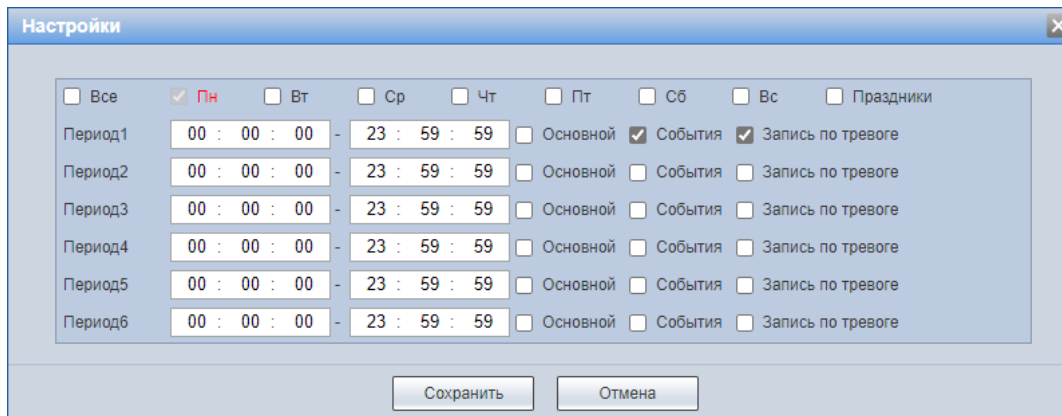 Настройки
Все Пн Вт Ср Чт Пт Сб Вс Праздники
Период1 00 : 00 : 00 - 23 : 59 : 59 Основной События Запись по тревоге
Период2 00 : 00 : 00 - 23 : 59 : 59 Основной События Запись по тревоге
Период3 00 : 00 : 00 - 23 : 59 : 59 Основной События Запись по тревоге
Период4 00 : 00 : 00 - 23 : 59 : 59 Основной События Запись по тревоге
Период5 00 : 00 : 00 - 23 : 59 : 59 Основной События Запись по тревоге
Период6 00 : 00 : 00 - 23 : 59 : 59 Основной События Запись по тревоге
Сохранить Отмена